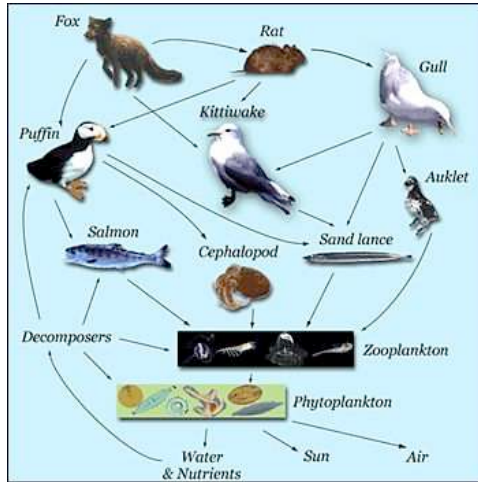 Fox
Rat
Gull
Puffin
Kittiwake
Auklet
Salmon
Cephalopod
Sand lance
Decomposers
Zooplankton
Phytoplankton
Water
& Nutrients
Sun
Air